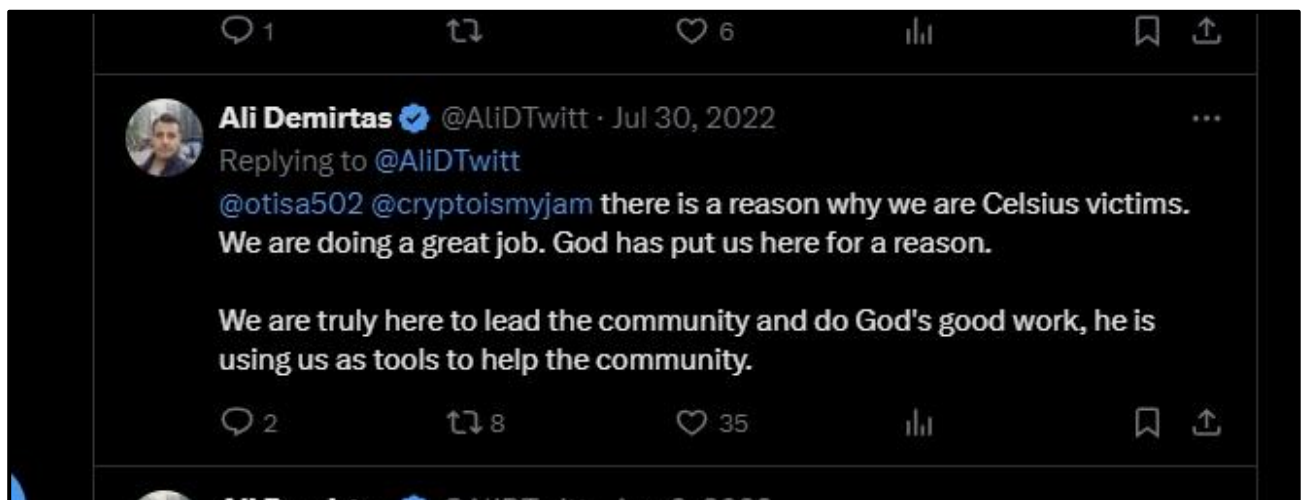 1 6
Ali Demirtas @AliDTwitt · Jul 30, 2022
Replying to @AliDTwitt
@otisa502 @cryptoismyjam there is a reason why we are Celsius victims.
We are doing a great job. God has put us here for a reason.
We are truly here to lead the community and do God's good work, he is
using us as tools to help the community.
2 8 35